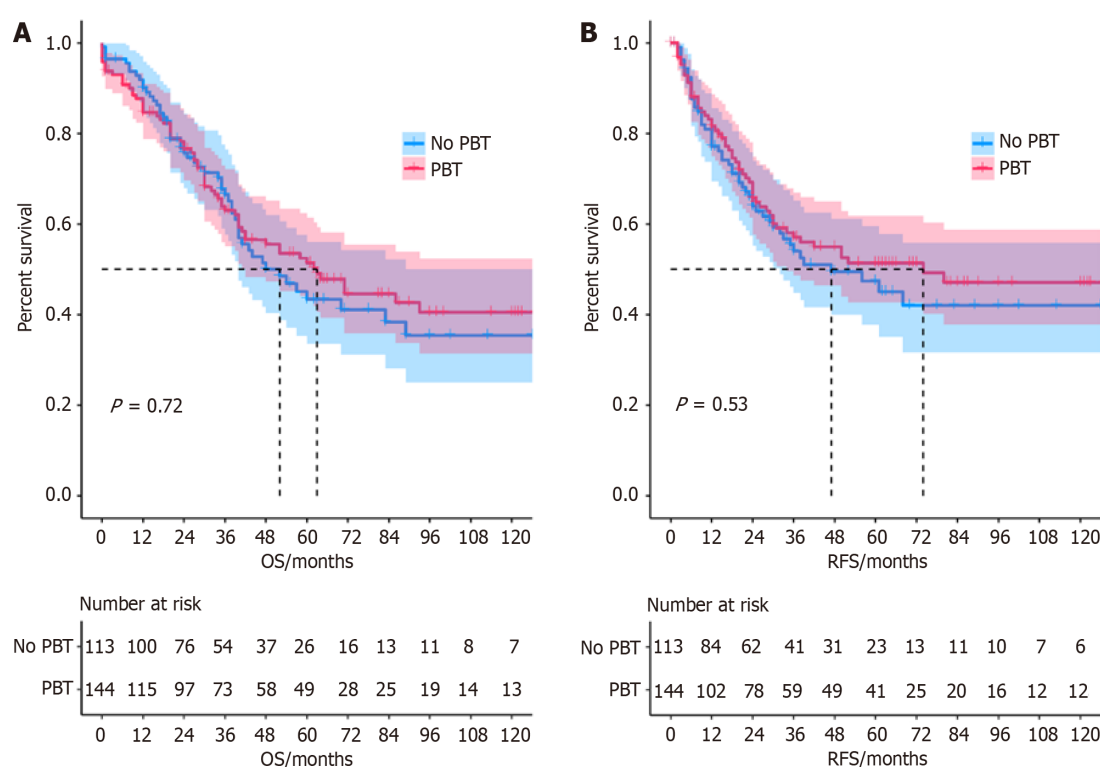 A
Percent survival
1.0
0.8
0.6
0.4
0.2
0.0
No PBT
PBT
P = 0.72
0 12 24 36 48 60 72 84 96 108 120
OS/months
Number at risk
No PBT 113 100 76 54 37 26 16 13 11 8 7
PBT 144 115 97 73 58 49 28 25 19 14 13
0 12 24 36 48 60 72 84 96 108 120
OS/months
B
Percent survival
1.0
0.8
0.6
0.4
0.2
0.0
No PBT
PBT
P = 0.53
0 12 24 36 48 60 72 84 96 108 120
RFS/months
Number at risk
No PBT 113 84 62 41 31 23 13 11 10 7 6
PBT 144 102 78 59 49 41 25 20 16 12 12
0 12 24 36 48 60 72 84 96 108 120
RFS/months